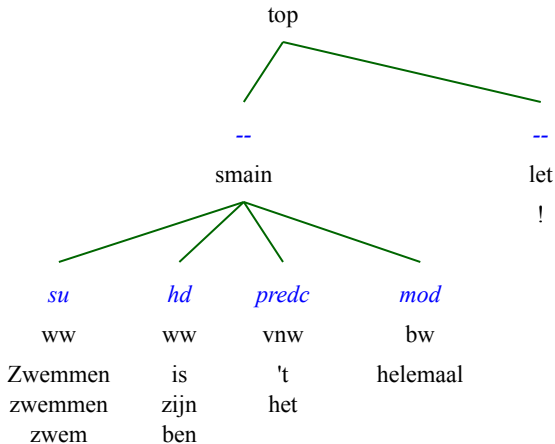 top
-- --
smain let
!
su hd predc mod
ww ww vnw bw
Zwemmen is 't helemaal
zwemmen zijn het
zwem ben